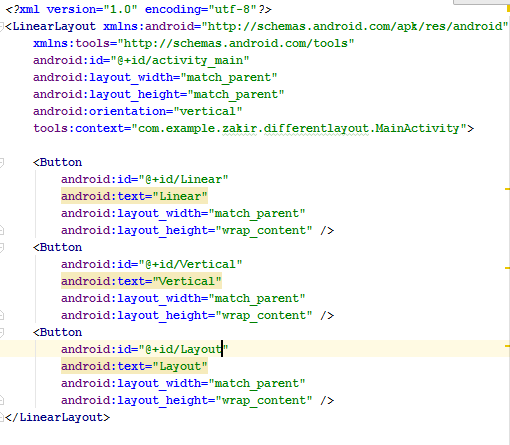 <?xml version="1.0" encoding="utf-8"?>
<LinearLayout xmlns:android="http://schemas.android.com/apk/res/android"
    xmlns:tools="http://schemas.android.com/tools"
    android:id="@+id/activity_main"
    android:layout_width="match_parent"
    android:layout_height="match_parent"
    android:orientation="vertical"
    tools:context="com.example.zakir.differentlayout.MainActivity">
    <Button
        android:id="@+id/Linear"
        android:text="Linear"
        android:layout_width="match_parent"
        android:layout_height="wrap_content" />
    <Button
        android:id="@+id/Vertical"
        android:text="Vertical"
        android:layout_width="match_parent"
        android:layout_height="wrap_content" />
    <Button
        android:id="@+id/Layout"
        android:text="Layout"
        android:layout_width="match_parent"
        android:layout_height="wrap_content" />
</LinearLayout>